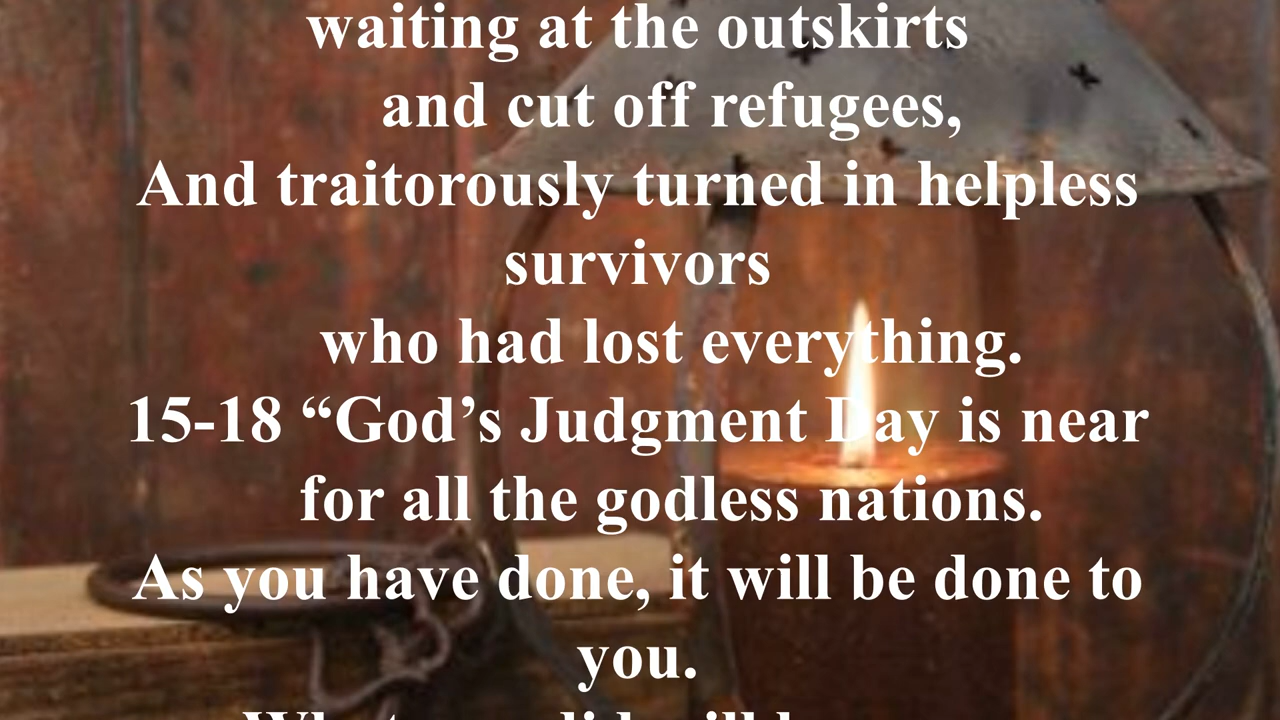 waiting at the outskirts
and cut off refugees,
And traitorously turned in helpless
survivors
who had lost everything.
15-18 “God’s Judgment Day is near
for all the godless nations.
As you have done, it will be done to
you.